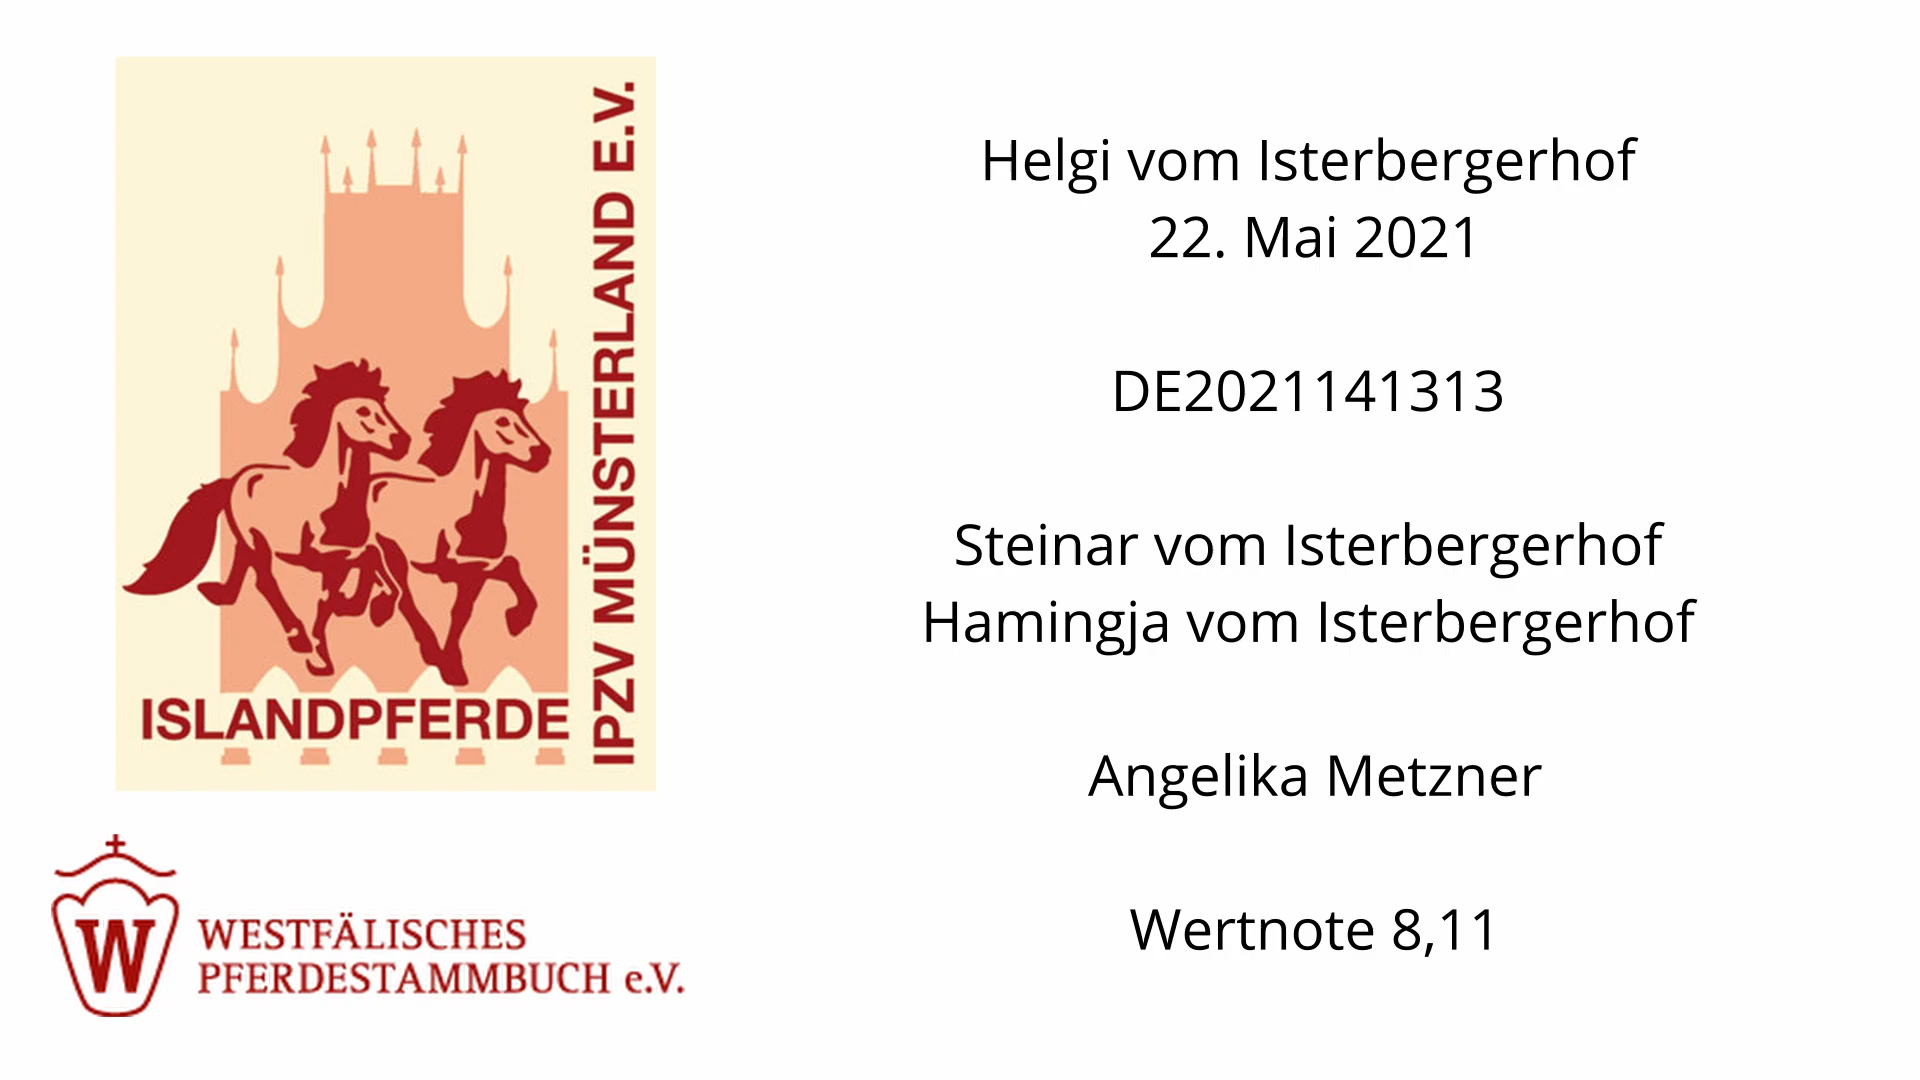 ISLANDPFERDE
IPZV MÜNSTERLAND E.V.
W
WESTFÄLISCHES
PFERDESTAMMBUCH e.V.
Helgi vom Isterbergerhof
22. Mai 2021
DE2021141313
Steinar vom Isterbergerhof
Hamingja vom Isterbergerhof
Angelika Metzner
Wertnote 8,11